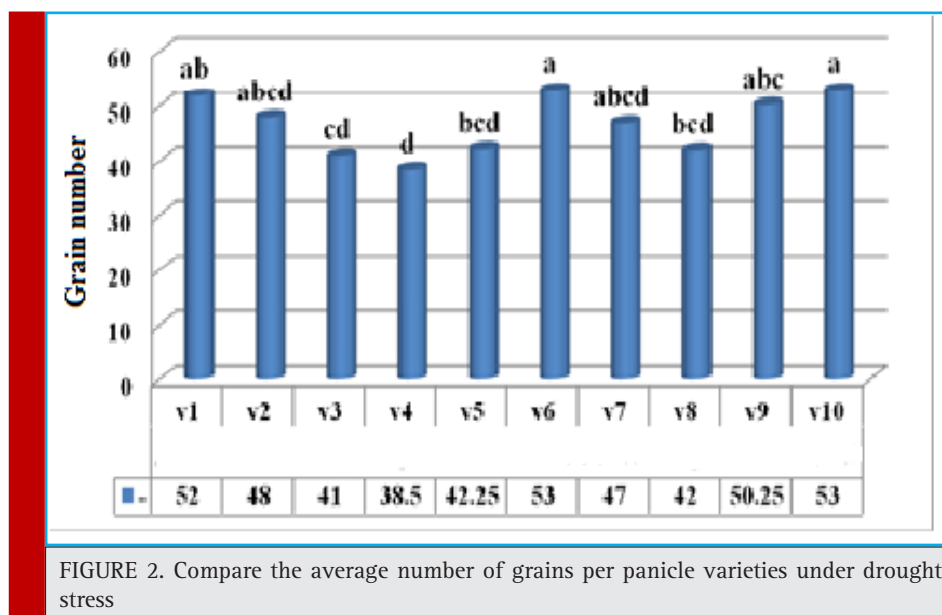 60
50
40
30
20
10
0
Grain number
ab
abcd
cd
d
bcd
a
abcd
bcd
abc
a
v1 v2 v3 v4 v5 v6 v7 v8 v9 v10
52 48 41 38.5 42.25 53 47 42 50.25 53
FIGURE 2. Compare the average number of grains per panicle varieties under drought
stress